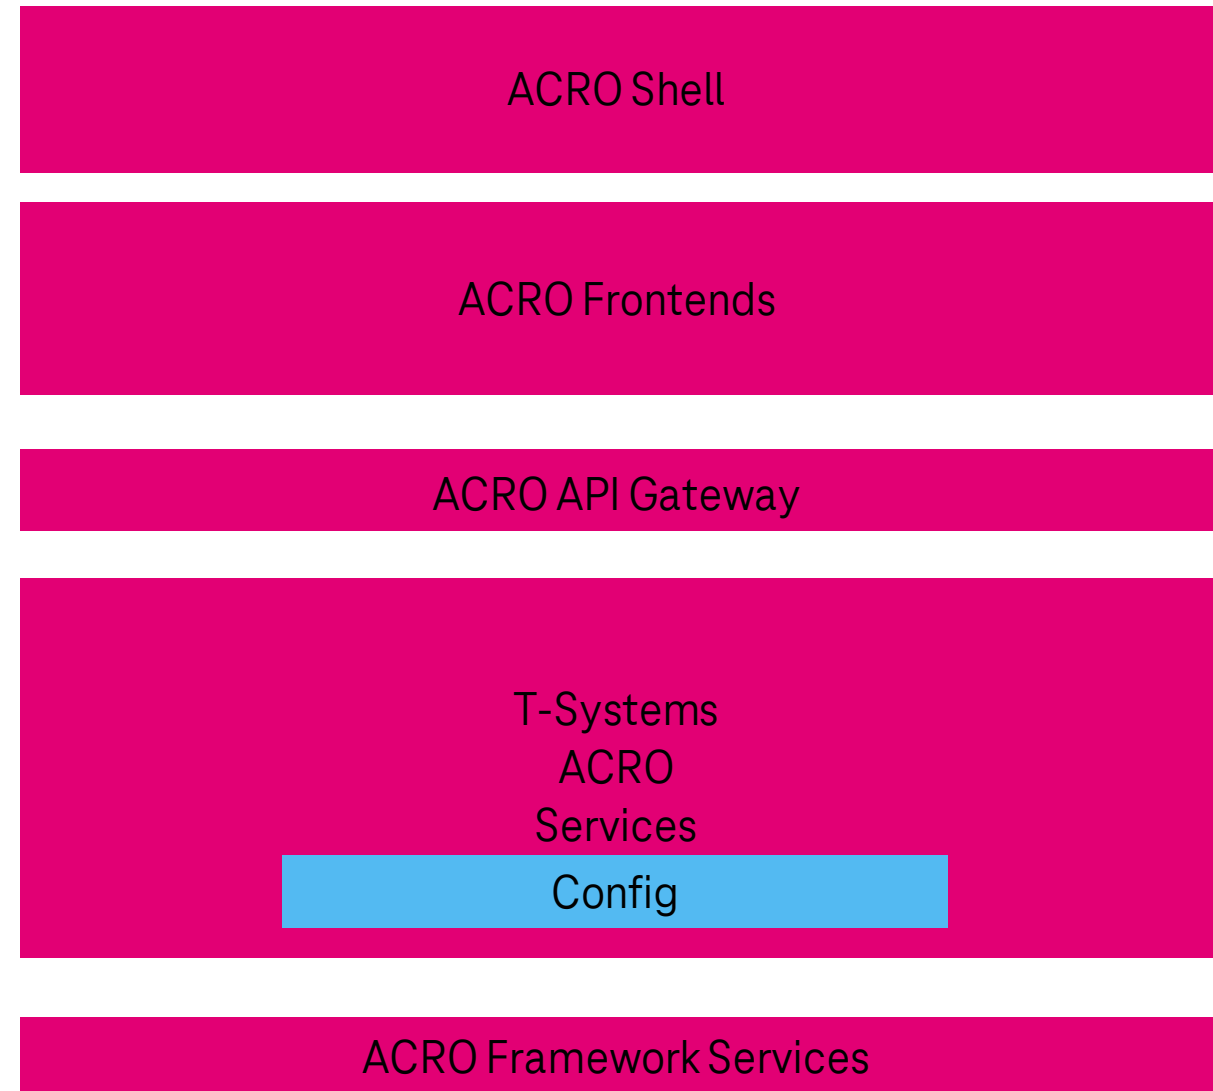 ACRO Shell
ACRO Frontends
ACRO API Gateway
T-Systems
ACRO
Services
Config
ACRO Framework Services